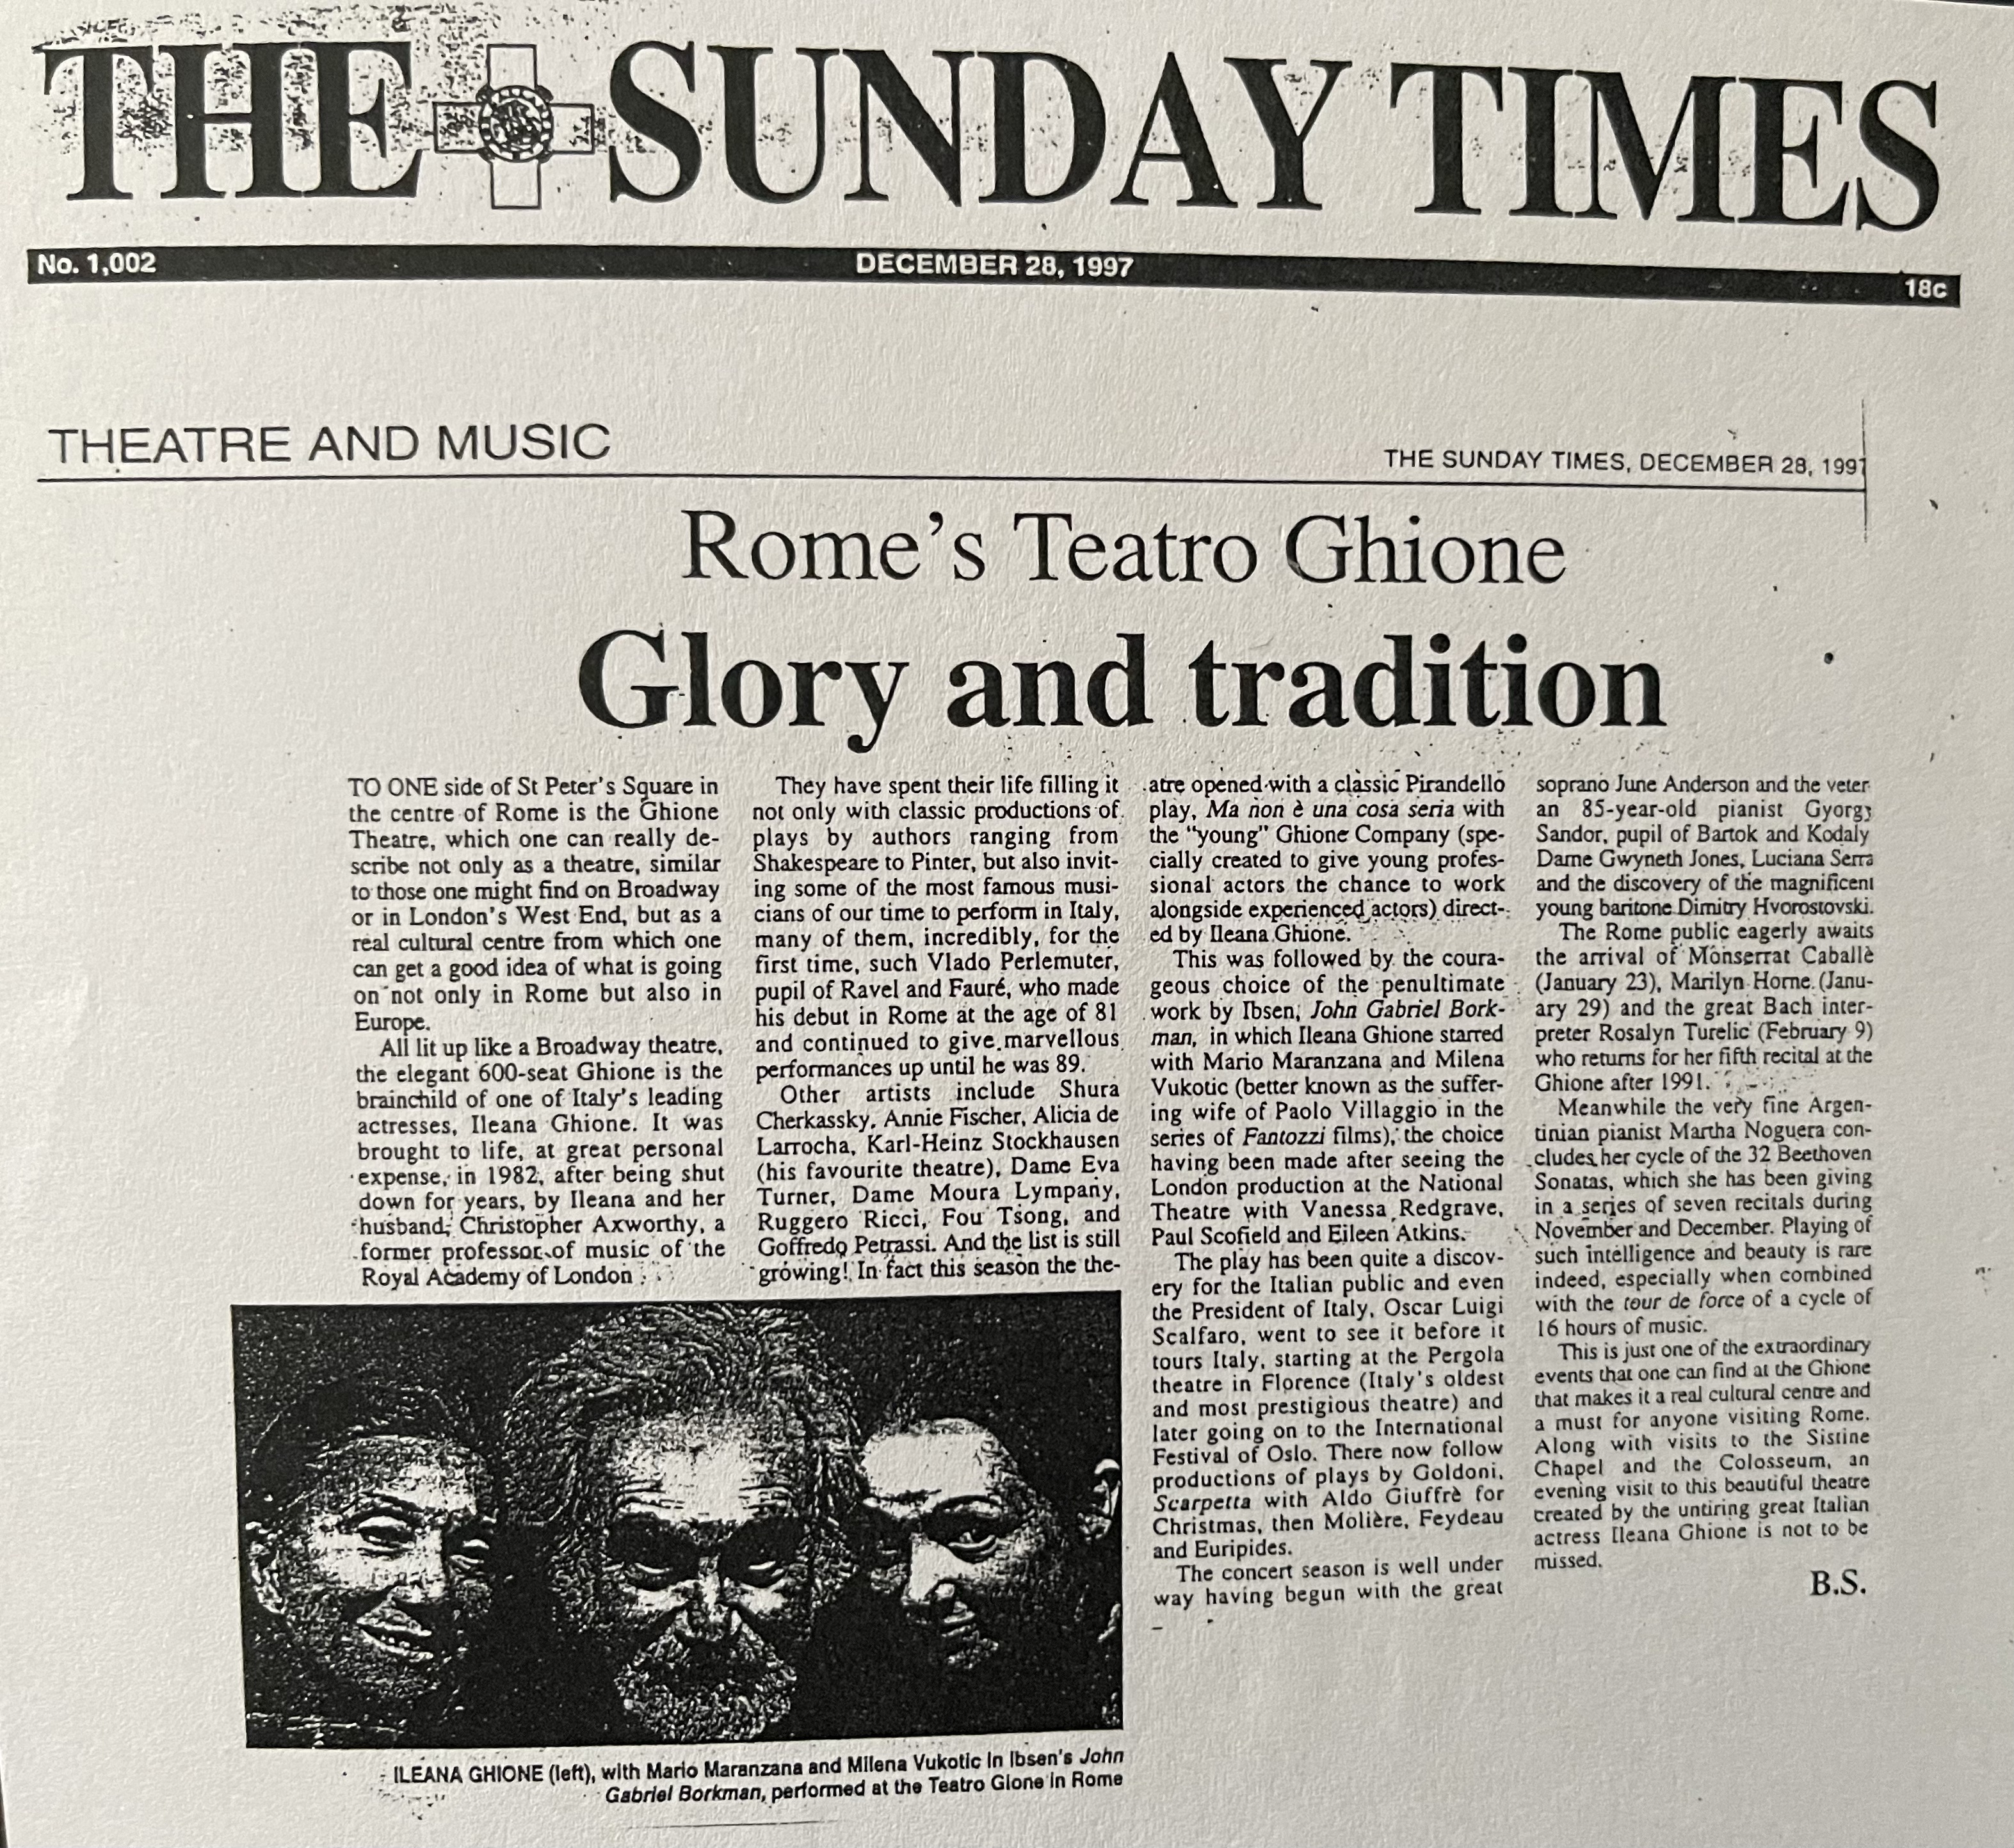 THE SUNDAY TIMES
No. 1,002 DECEMBER 28, 1997 18c
THEATRE AND MUSIC
THE SUNDAY TIMES, DECEMBER 28, 1997
Rome's Teatro Ghione
Glory and tradition
TO ONE side of St Peter's Square in
the centre of Rome is the Ghione
Theatre, which one can really de-
scribe not only as a theatre, similar
to those one might find on Broadway
or in London's West End, but as a
real cultural centre from which one
can get a good idea of what is going
on not only in Rome but also in
Europe.
All lit up like a Broadway theatre,
the elegant 600-seat Ghione is the
brainchild of one of Italy's leading
actresses, Ileana Ghione. It was
brought to life, at great personal
expense, in 1982, after being shut
down for years, by Ileana and her
husband, Christopher Axworthy, a
former professor of music of the
Royal Academy of London.
They have spent their life filling it
not only with classic productions of
plays by authors ranging from
Shakespeare to Pinter, but also invit-
ing some of the most famous musi-
cians of our time to perform in Italy,
many of them, incredibly, for the
first time, such Vlado Perlemuter,
pupil of Ravel and Fauré, who made
his debut in Rome at the age of 81
and continued to give marvellous
performances up until he was 89.
Other artists include Shura
Cherkassky, Annie Fischer, Alicia de
Larrocha, Karl-Heinz Stockhausen
(his favourite theatre), Dame Eva
Turner, Dame Moura Lympany,
Ruggero Ricci, Fou Tsong, and
Goffredo Petrassi. And the list is still
growing! In fact this season the the-
atre opened with a classic Pirandello
play, Ma non è una cosa seria with
the "young" Ghione Company (spe-
cially created to give young profes-
sional actors the chance to work
alongside experienced actors) direct-
ed by Ileana Ghione.
This was followed by the coura-
geous choice of the penultimate
work by Ibsen, John Gabriel Bork-
man, in which Ileana Ghione starred
with Mario Maranzana and Milena
Vukotic (better known as the suffer-
ing wife of Paolo Villaggio in the
series of Fantozzi films), the choice
having been made after seeing the
London production at the National
Theatre with Vanessa Redgrave,
Paul Scofield and Eileen Atkins.
The play has been quite a discov-
ery for the Italian public and even
the President of Italy, Oscar Luigi
Scalfaro, went to see it before it
tours Italy, starting at the Pergola
theatre in Florence (Italy's oldest
and most prestigious theatre) and
later going on to the International
Festival of Oslo. There now follow
productions of plays by Goldoni,
Scarpetta with Aldo Giuffrè for
Christmas, then Molière, Feydeau
and Euripides.
The concert season is well under
way having begun with the great
soprano June Anderson and the veter
an 85-year-old pianist Gyorgy
Sandor, pupil of Bartok and Kodaly
Dame Gwyneth Jones, Luciana Serra
and the discovery of the magnificent
young baritone Dimitry Hvorostovski.
The Rome public eagerly awaits
the arrival of Monserrat Caballè
(January 23), Marilyn Horne (Janu-
ary 29) and the great Bach inter-
preter Rosalyn Turelic (February 9)
who returns for her fifth recital at the
Ghione after 1991.
Meanwhile the very fine Argen-
tinian pianist Martha Noguera con-
cludes her cycle of the 32 Beethoven
Sonatas, which she has been giving
in a series of seven recitals during
November and December. Playing of
such intelligence and beauty is rare
indeed, especially when combined
with the tour de force of a cycle of
16 hours of music.
This is just one of the extraordinary
events that one can find at the Ghione
that makes it a real cultural centre and
a must for anyone visiting Rome.
Along with visits to the Sistine
Chapel and the Colosseum, an
evening visit to this beautiful theatre
created by the untiring great Italian
actress Ileana Ghione is not to be
missed.
B.S.
ILEANA GHIONE (left), with Mario Maranzana and Milena Vukotic in Ibsen's John
Gabriel Borkman, performed at the Teatro Gione in Rome